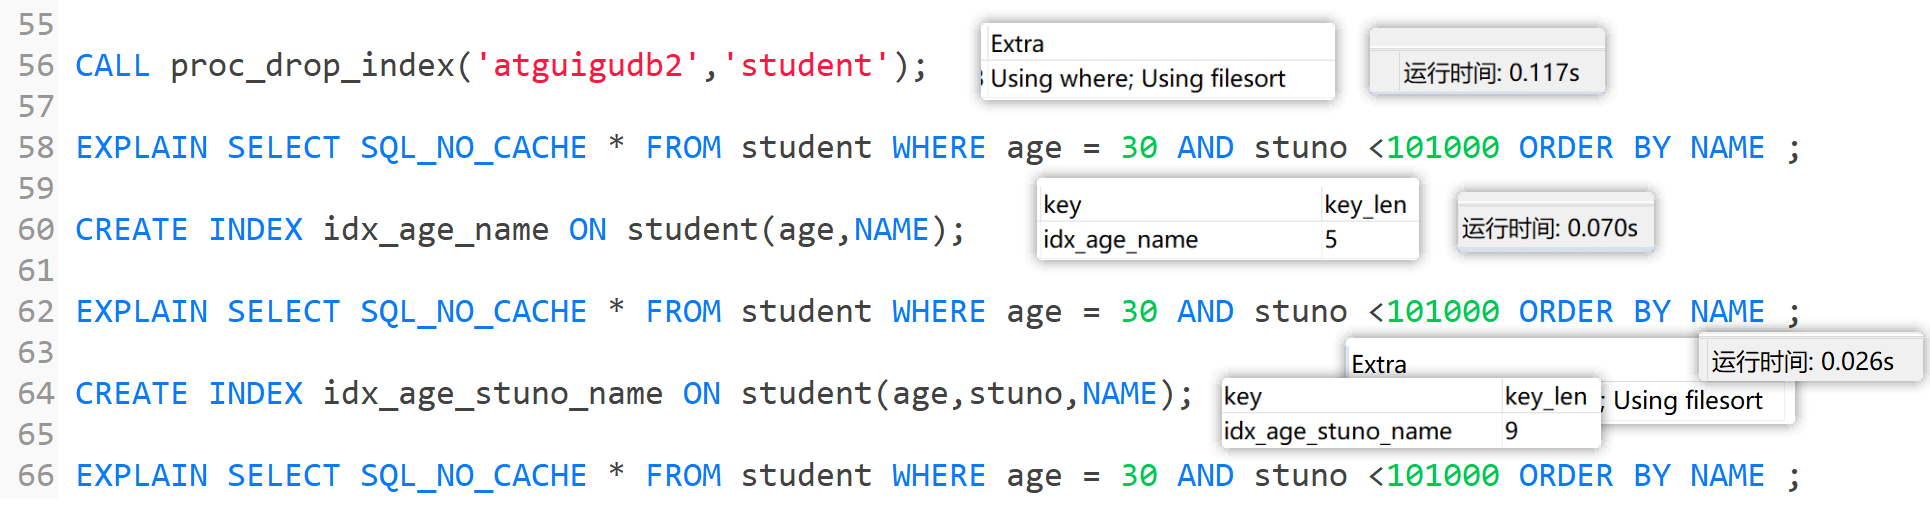 55
56 CALL proc_drop_index('atguigudb2','student');
Extra
Using where; Using filesort
运行时间: 0.117s
57
58 EXPLAIN SELECT SQL_NO_CACHE * FROM student WHERE age = 30 AND stuno <101000 ORDER BY NAME ;
59
60 CREATE INDEX idx_age_name ON student(age,NAME);
key key_len
idx_age_name 5
运行时间: 0.070s
61
62 EXPLAIN SELECT SQL_NO_CACHE * FROM student WHERE age = 30 AND stuno <101000 ORDER BY NAME ;
63
Extra
运行时间: 0.026s
64 CREATE INDEX idx_age_stuno_name ON student(age,stuno,NAME);
key key_len
; Using filesort
idx_age_stuno_name 9
65
66 EXPLAIN SELECT SQL_NO_CACHE * FROM student WHERE age = 30 AND stuno <101000 ORDER BY NAME ;